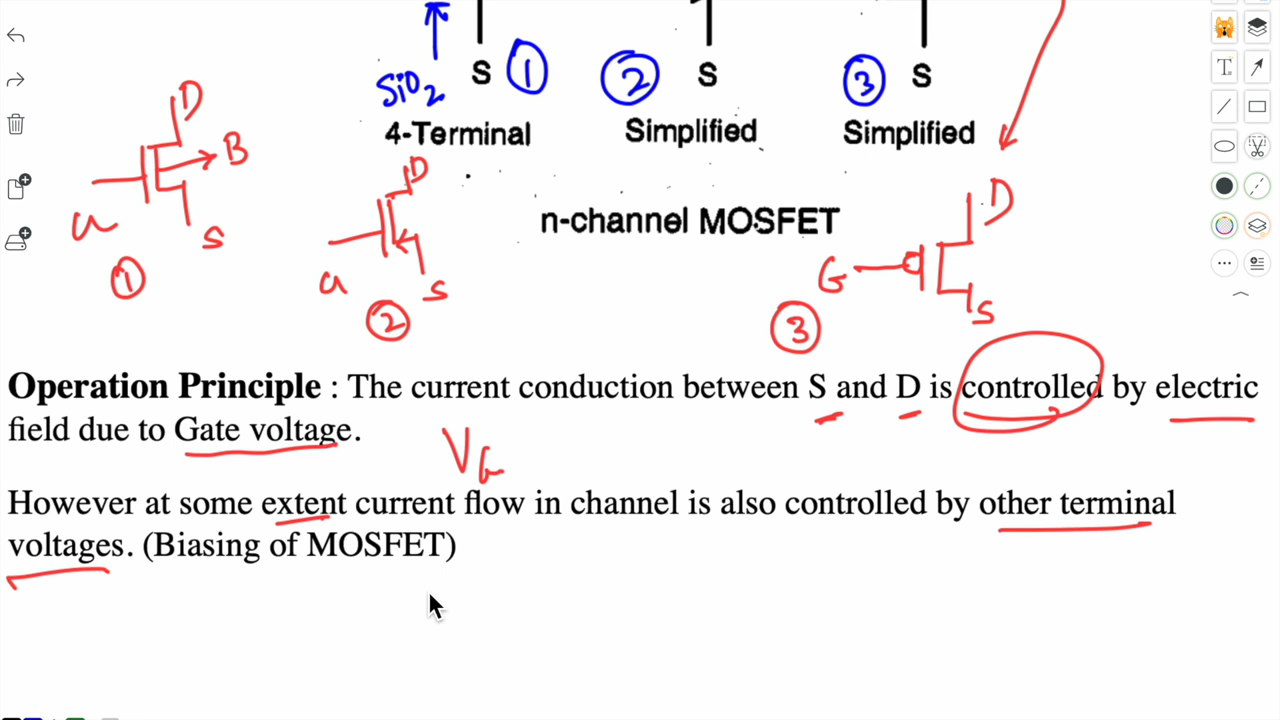 SiO2 S 1 2 S 3 S
4-Terminal Simplified Simplified
D B G S 1
D G S 2
n-channel MOSFET
D G S 3
Operation Principle : The current conduction between S and D is controlled by electric
field due to Gate voltage.
VG
However at some extent current flow in channel is also controlled by other terminal
voltages. (Biasing of MOSFET)